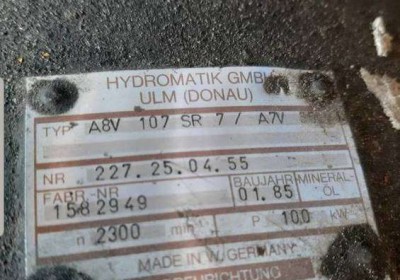 HYDROMATIK GMBH
ULM (DONAU)
TYP A8V 107 SR 7/ A7V
NR 227.25.04.55
FABR.-NR BAUJAHR MINERAL-
1582949 01.85 ÖL
n 2300 min P 100 kW
MADE IN W. GERMANY